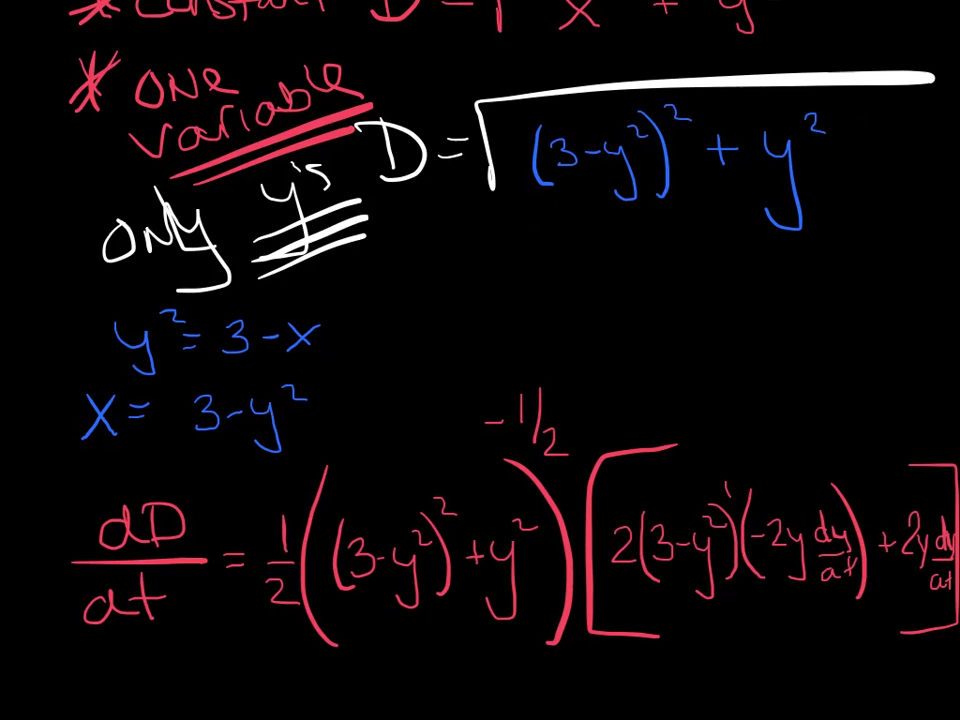 * Constant D = √ x + y
* ONE
variable
D = √(3-y²)² + y²
ONly y's
y² = 3 - x
x = 3 - y²
dD/dt = 1/2 ((3-y²)² + y²)^(-1/2) [2(3-y²)¹(-2y dy/dt) + 2y dy/dt]